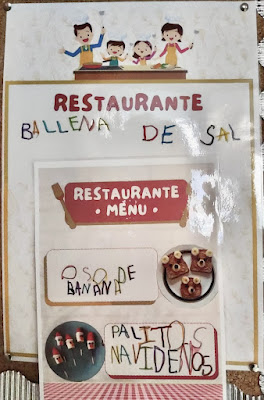 RESTAURANTE
BALLENA DE SAL
RESTAURANTE
• MENU •
OSO DE
BANANA
PALITOS
NAVIDEÑOS